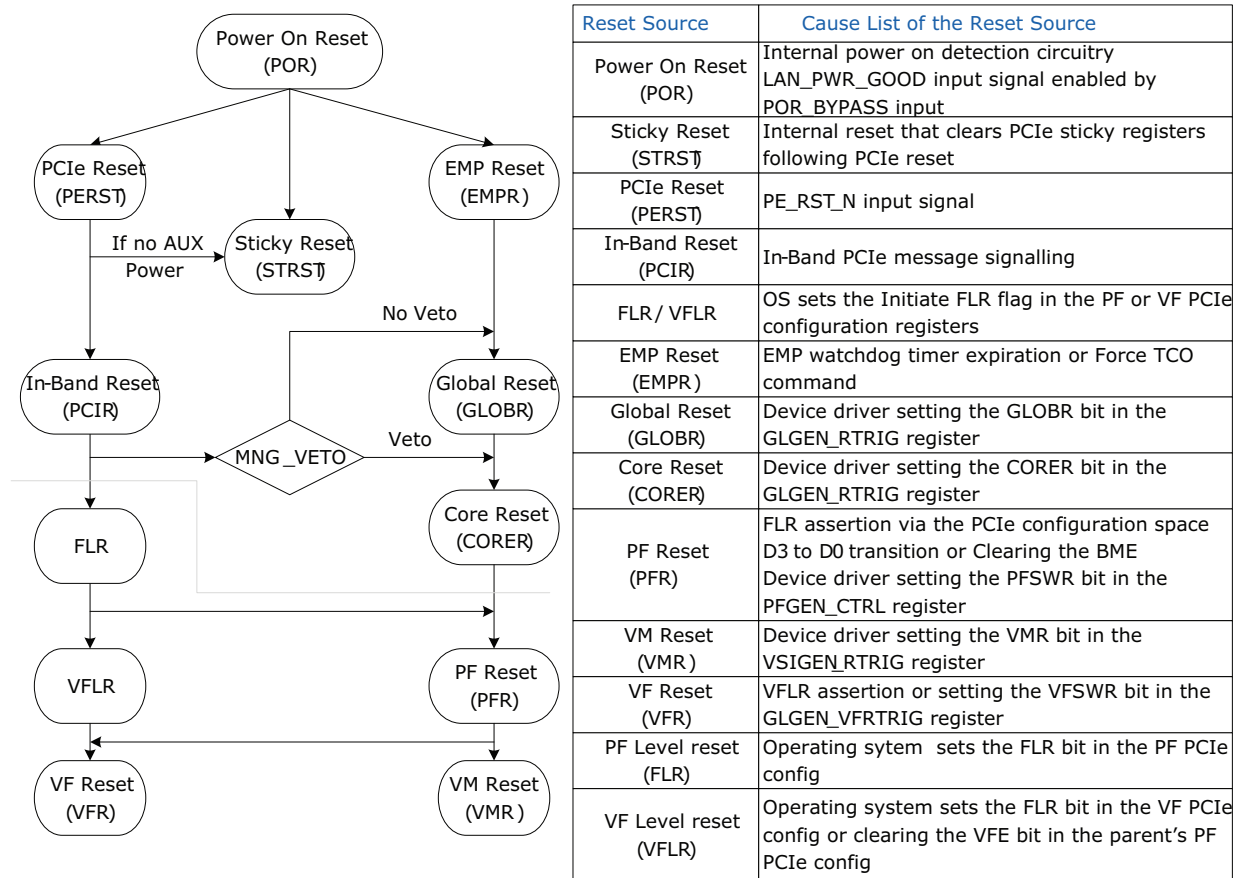 Power On Reset
(POR)
PCIe Reset
(PERST)
EMP Reset
(EMPR)
If no AUX
Power
Sticky Reset
(STRST)
No Veto
In-Band Reset
(PCIR)
Global Reset
(GLOBR)
MNG_VETO
Veto
Core Reset
(CORER)
FLR
VFLR
PF Reset
(PFR)
VF Reset
(VFR)
VM Reset
(VMR)
Reset Source
Cause List of the Reset Source
Power On Reset
(POR)
Internal power on detection circuitry
LAN_PWR_GOOD input signal enabled by
POR_BYPASS input
Sticky Reset
(STRST)
Internal reset that clears PCIe sticky registers
following PCIe reset
PCIe Reset
(PERST)
PE_RST_N input signal
In-Band Reset
(PCIR)
In-Band PCIe message signalling
FLR/ VFLR
OS sets the Initiate FLR flag in the PF or VF PCIe
configuration registers
EMP Reset
(EMPR)
EMP watchdog timer expiration or Force TCO
command
Global Reset
(GLOBR)
Device driver setting the GLOBR bit in the
GLGEN_RTRIG register
Core Reset
(CORER)
Device driver setting the CORER bit in the
GLGEN_RTRIG register
PF Reset
(PFR)
FLR assertion via the PCIe configuration space
D3 to D0 transition or Clearing the BME
Device driver setting the PFSWR bit in the
PFGEN_CTRL register
VM Reset
(VMR)
Device driver setting the VMR bit in the
VSIGEN_RTRIG register
VF Reset
(VFR)
VFLR assertion or setting the VFSWR bit in the
GLGEN_VFRTRIG register
PF Level reset
(FLR)
Operating sytem sets the FLR bit in the PF PCIe
config
VF Level reset
(VFLR)
Operating system sets the FLR bit in the VF PCIe
config or clearing the VFE bit in the parent's PF
PCIe config